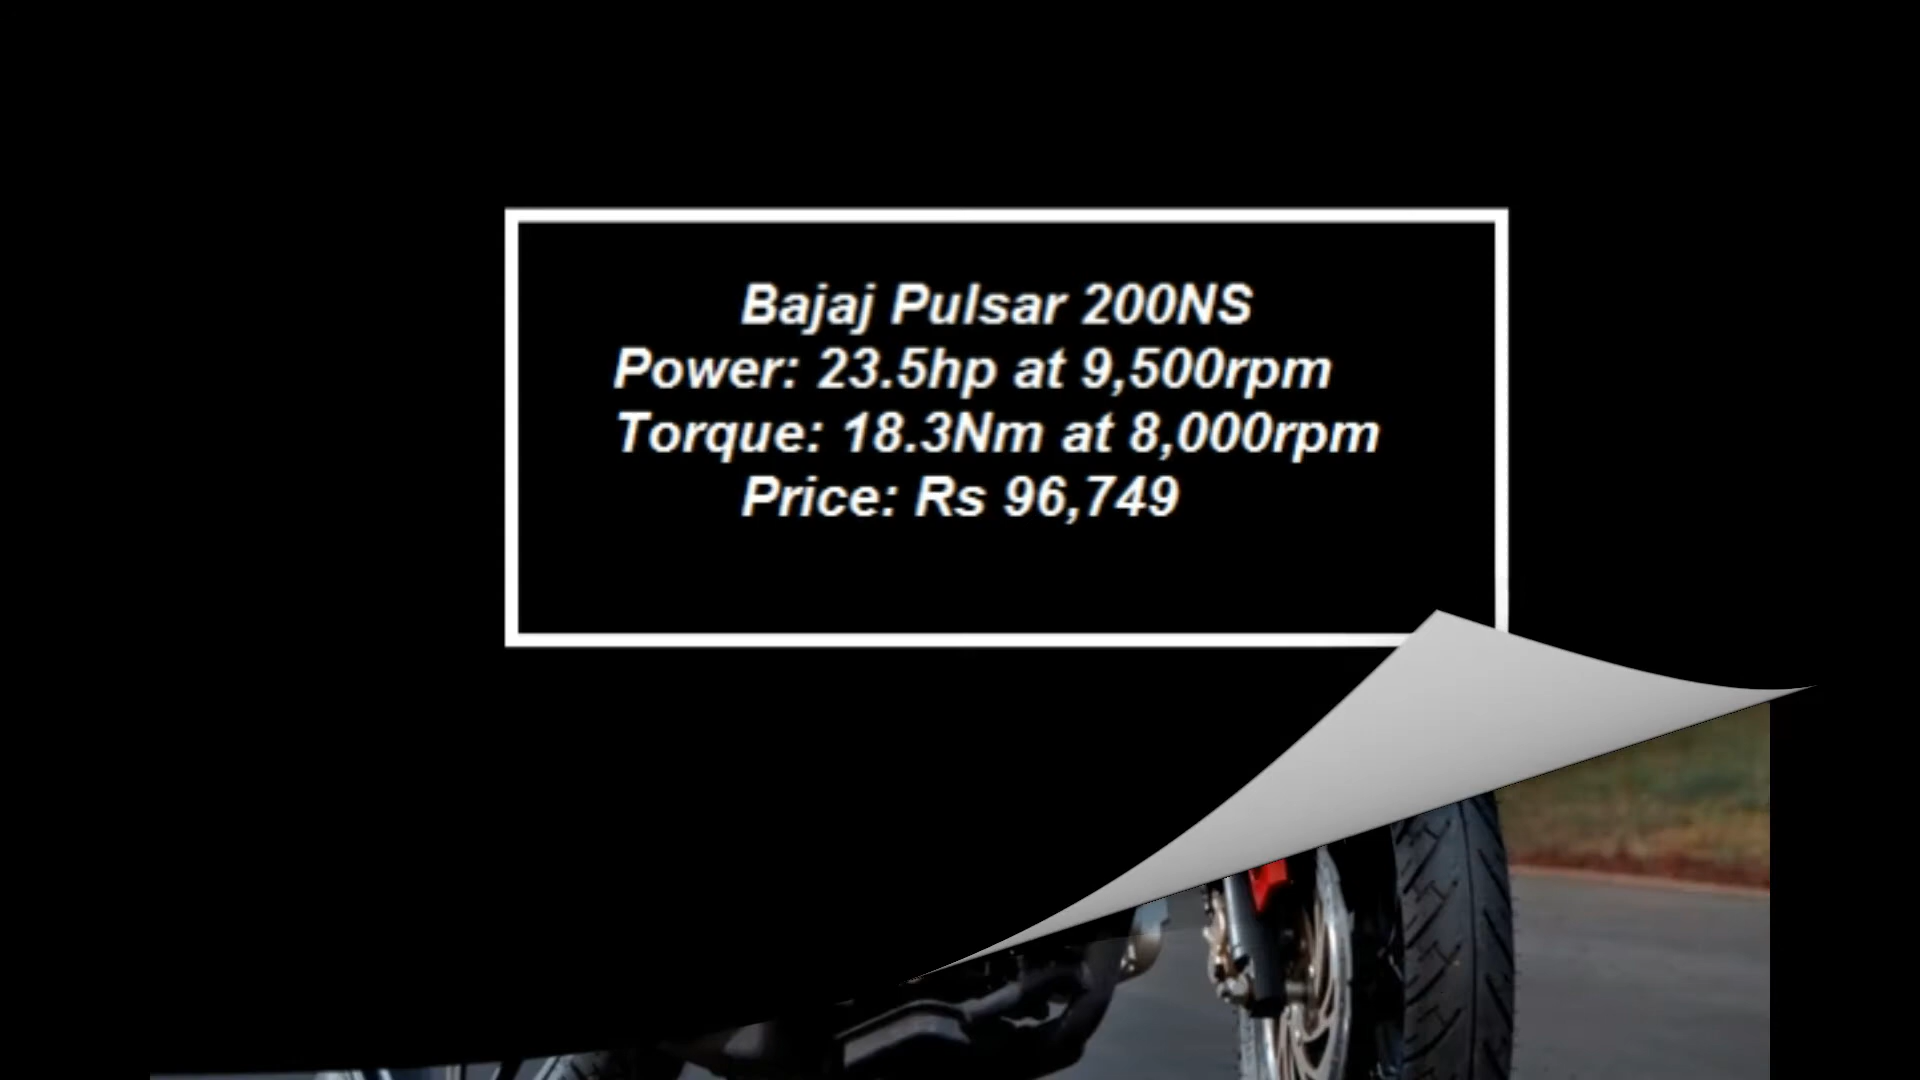 Bajaj Pulsar 200NS
Power: 23.5hp at 9,500rpm
Torque: 18.3Nm at 8,000rpm
Price: Rs 96,749